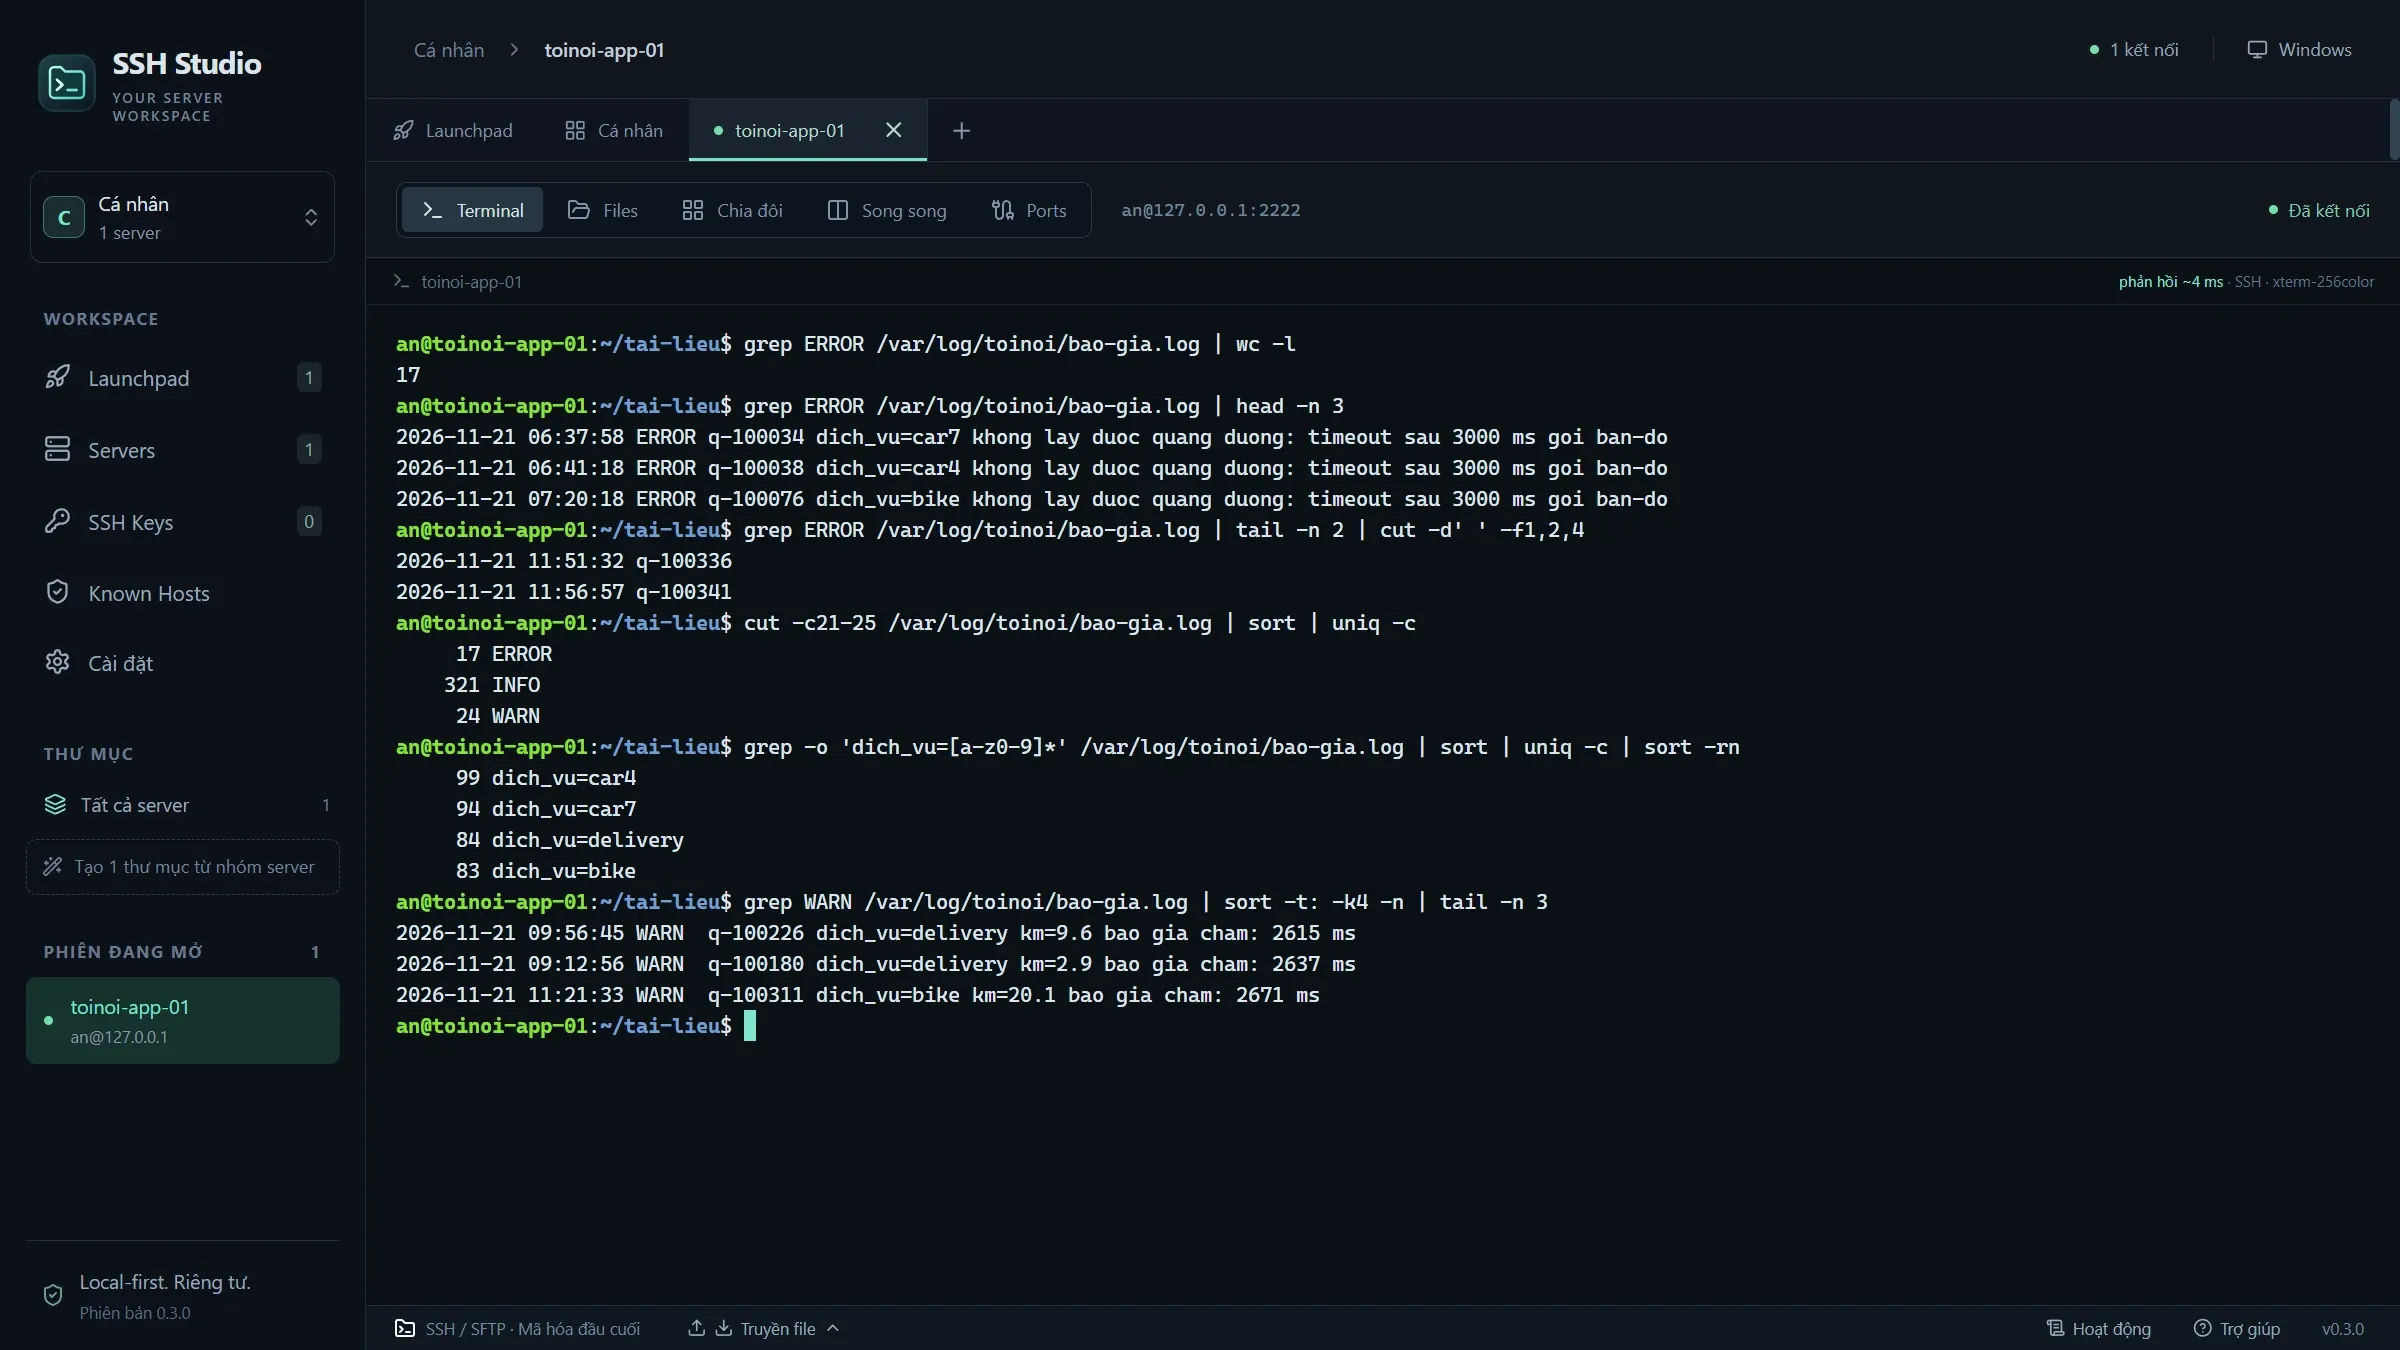 SSH Studio
YOUR SERVER
WORKSPACE
C
Cá nhân
1 server
WORKSPACE
Launchpad 1
Servers 1
SSH Keys 0
Known Hosts
Cài đặt
THƯ MỤC
Tất cả server 1
Tạo 1 thư mục từ nhóm server
PHIÊN ĐANG MỞ 1
toinoi-app-01
an@127.0.0.1
Local-first. Riêng tư.
Phiên bản 0.3.0
Cá nhân > toinoi-app-01
1 kết nối
Windows
Launchpad
Cá nhân
toinoi-app-01
Terminal
Files
Chia đôi
Song song
Ports
an@127.0.0.1:2222
Đã kết nối
toinoi-app-01
phản hồi ~4 ms · SSH · xterm-256color
an@toinoi-app-01:~/tai-lieu$ grep ERROR /var/log/toinoi/bao-gia.log | wc -l
17
an@toinoi-app-01:~/tai-lieu$ grep ERROR /var/log/toinoi/bao-gia.log | head -n 3
2026-11-21 06:37:58 ERROR q-100034 dich_vu=car7 khong lay duoc quang duong: timeout sau 3000 ms goi ban-do
2026-11-21 06:41:18 ERROR q-100038 dich_vu=car4 khong lay duoc quang duong: timeout sau 3000 ms goi ban-do
2026-11-21 07:20:18 ERROR q-100076 dich_vu=bike khong lay duoc quang duong: timeout sau 3000 ms goi ban-do
an@toinoi-app-01:~/tai-lieu$ grep ERROR /var/log/toinoi/bao-gia.log | tail -n 2 | cut -d' ' -f1,2,4
2026-11-21 11:51:32 q-100336
2026-11-21 11:56:57 q-100341
an@toinoi-app-01:~/tai-lieu$ cut -c21-25 /var/log/toinoi/bao-gia.log | sort | uniq -c
17 ERROR
321 INFO
24 WARN
an@toinoi-app-01:~/tai-lieu$ grep -o 'dich_vu=[a-z0-9]*' /var/log/toinoi/bao-gia.log | sort | uniq -c | sort -rn
99 dich_vu=car4
94 dich_vu=car7
84 dich_vu=delivery
83 dich_vu=bike
an@toinoi-app-01:~/tai-lieu$ grep WARN /var/log/toinoi/bao-gia.log | sort -t: -k4 -n | tail -n 3
2026-11-21 09:56:45 WARN  q-100226 dich_vu=delivery km=9.6 bao gia cham: 2615 ms
2026-11-21 09:12:56 WARN  q-100180 dich_vu=delivery km=2.9 bao gia cham: 2637 ms
2026-11-21 11:21:33 WARN  q-100311 dich_vu=bike km=20.1 bao gia cham: 2671 ms
an@toinoi-app-01:~/tai-lieu$
SSH / SFTP · Mã hóa đầu cuối
Truyền file
Hoạt động
Trợ giúp
v0.3.0